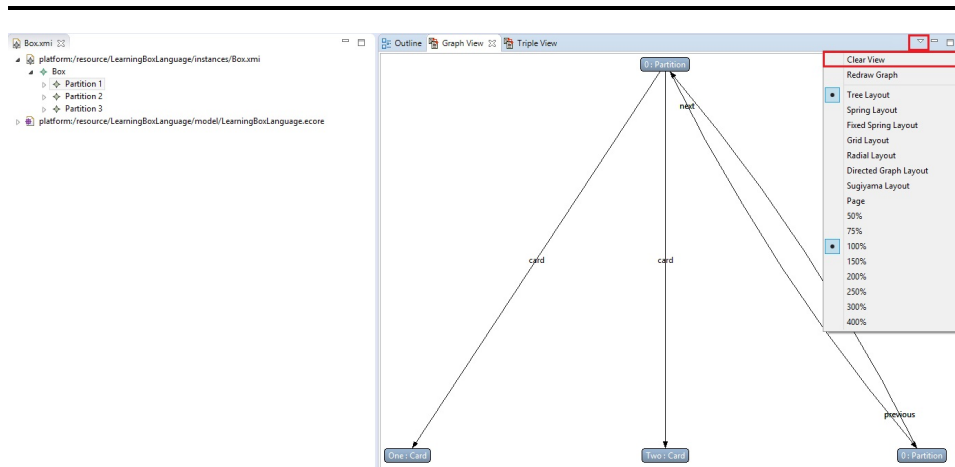 Box.xmi
platform:/resource/LearningBoxLanguage/instances/Box.xmi
Box
Partition 1
Partition 2
Partition 3
platform:/resource/LearningBoxLanguage/model/LearningBoxLanguage.ecore
Outline Graph View Triple View
0 : Partition
next
card
card
previous
One : Card
Two : Card
0 : Partition
Clear View
Redraw Graph
Tree Layout
Spring Layout
Fixed Spring Layout
Grid Layout
Radial Layout
Directed Graph Layout
Sugiyama Layout
Page
50%
75%
100%
150%
200%
250%
300%
400%